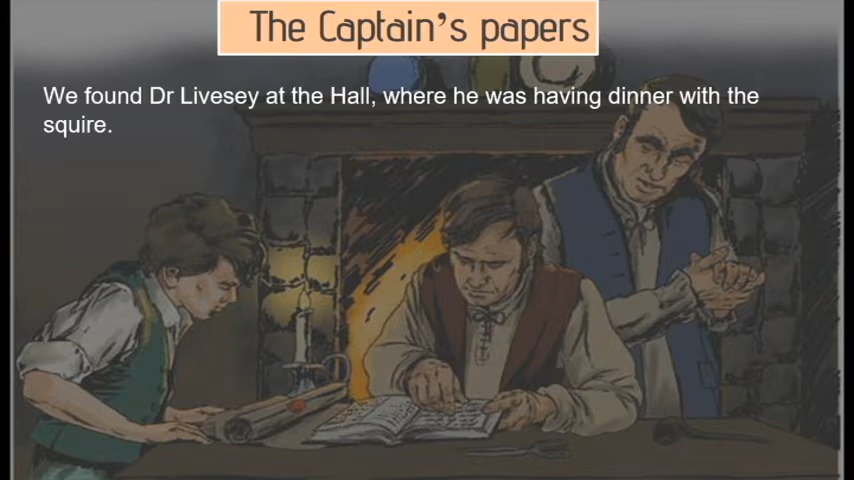 The Captain's papers
We found Dr Livesey at the Hall, where he was having dinner with the
squire.